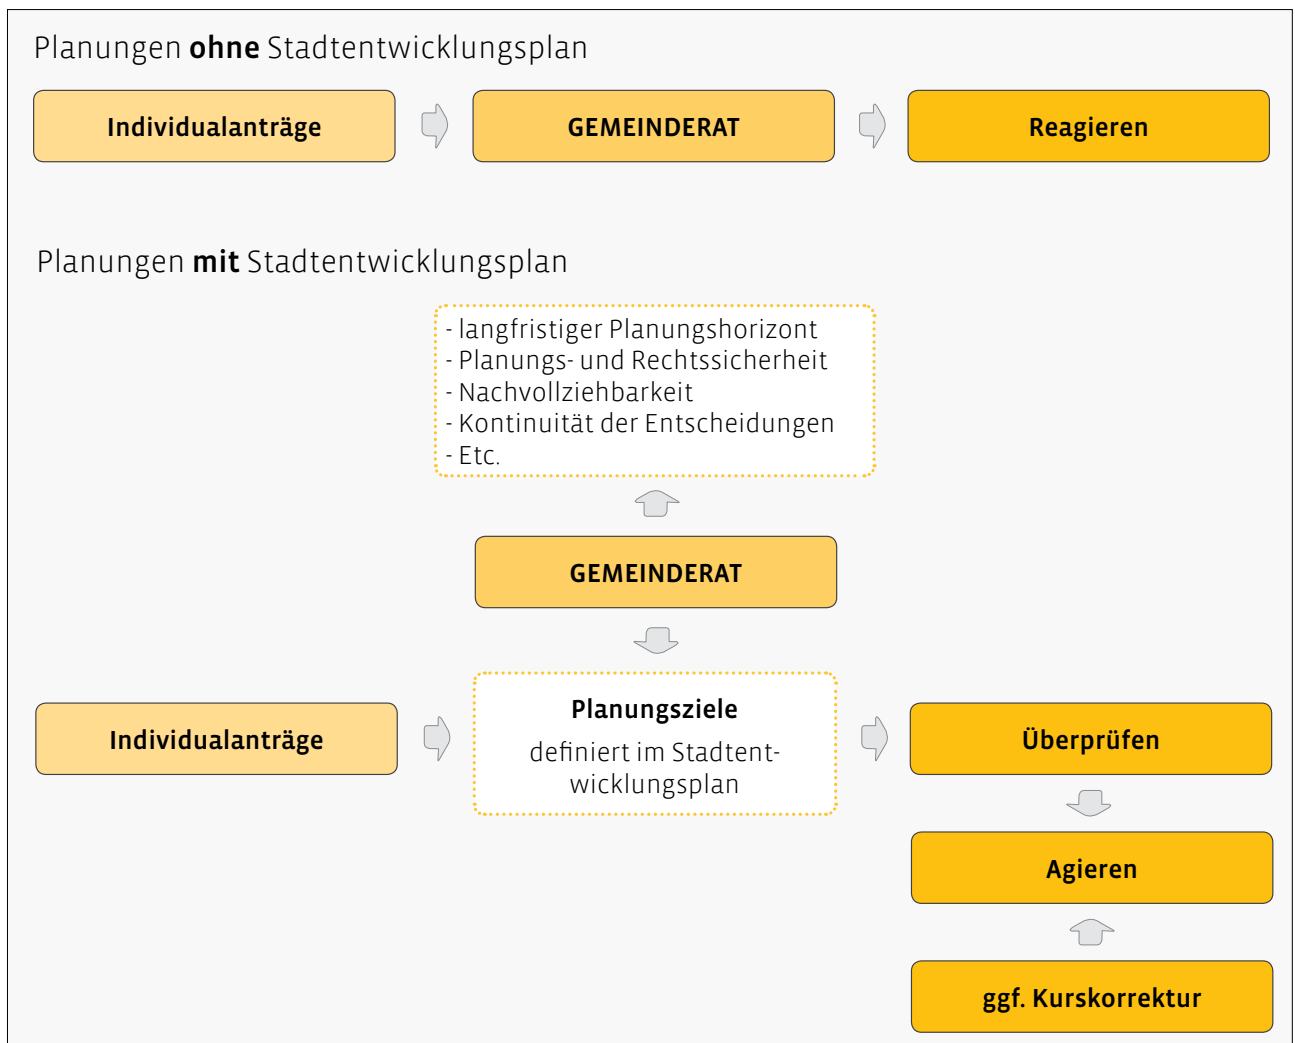 Planungen ohne Stadtentwicklungsplan
Individualanträge
GEMEINDERAT
Reagieren
Planungen mit Stadtentwicklungsplan
- langfristiger Planungshorizont
- Planungs- und Rechtssicherheit
- Nachvollziehbarkeit
- Kontinuität der Entscheidungen
- Etc.
GEMEINDERAT
Individualanträge
Planungsziele
definiert im Stadtent-
wicklungsplan
Überprüfen
Agieren
ggf. Kurskorrektur